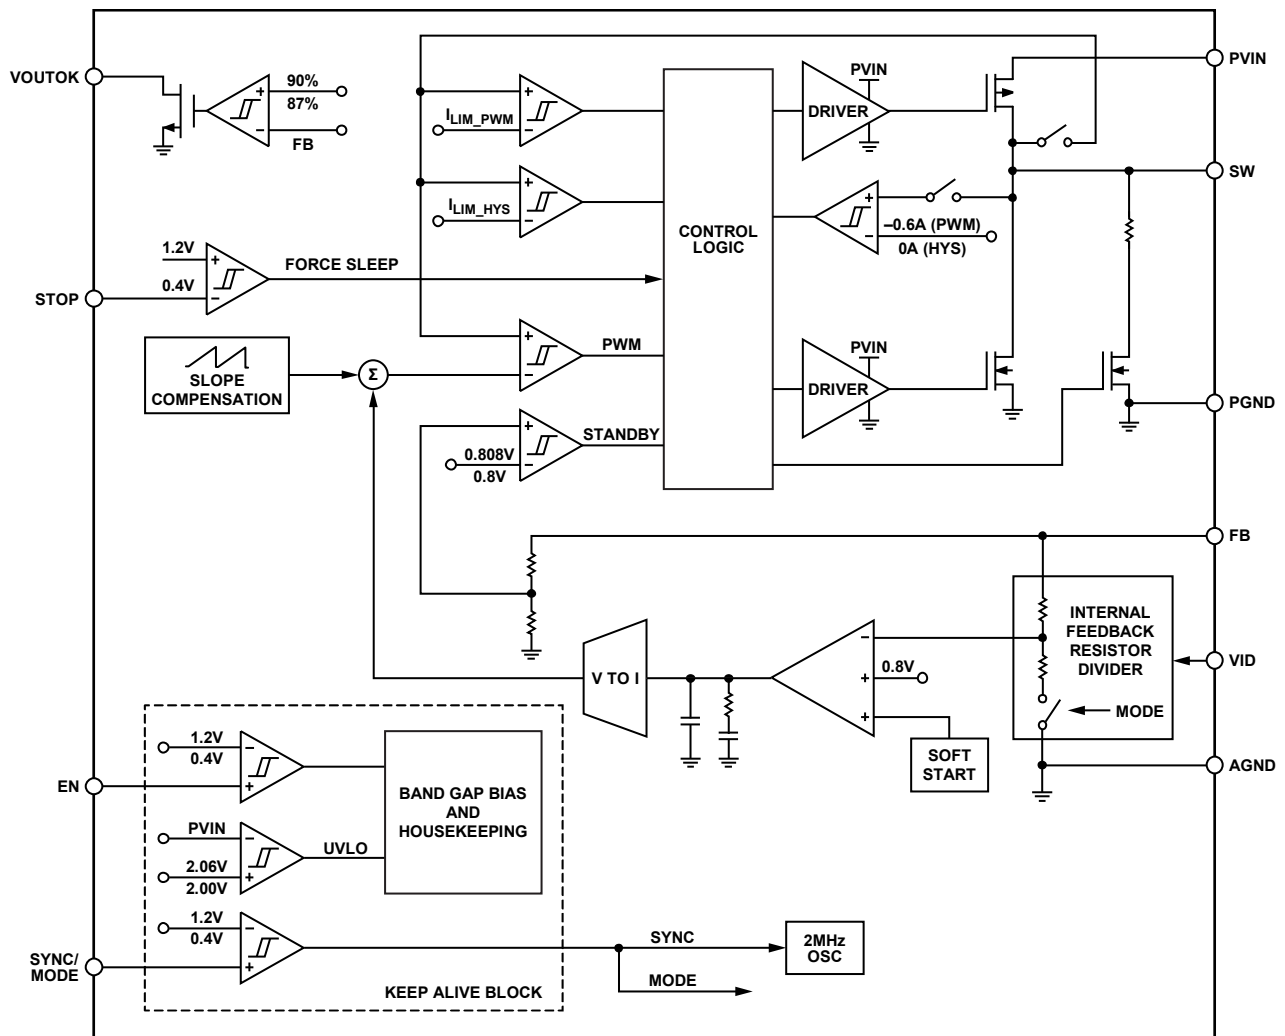 VOUTOK
90%
87%
FB
I_LIM_PWM
I_LIM_HYS
CONTROL
LOGIC
PVIN
DRIVER
PVIN
SW
–0.6A (PWM)
0A (HYS)
1.2V
0.4V
STOP
FORCE SLEEP
SLOPE
COMPENSATION
Σ
PWM
0.808V
0.8V
STANDBY
PVIN
DRIVER
PGND
FB
INTERNAL
FEEDBACK
RESISTOR
DIVIDER
MODE
VID
AGND
V TO I
0.8V
SOFT
START
1.2V
0.4V
EN
PVIN
2.06V
2.00V
UVLO
BAND GAP BIAS
AND
HOUSEKEEPING
1.2V
0.4V
SYNC/
MODE
KEEP ALIVE BLOCK
SYNC
MODE
2MHz
OSC